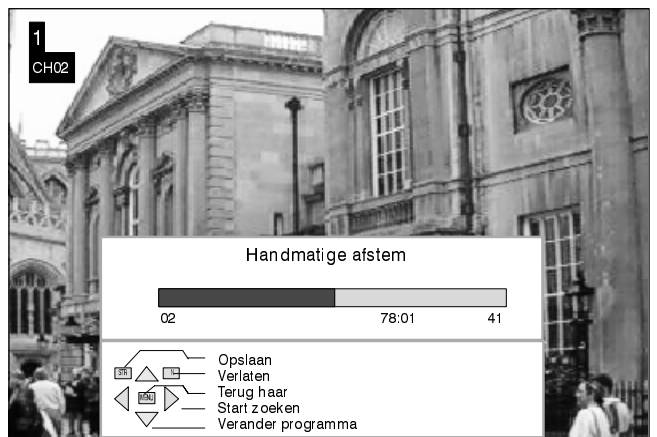 1
CH02
Handmatige afstem
02 78:01 41
Opslaan
STR
Verlaten
Terug haar
MENU
Start zoeken
Verander programma